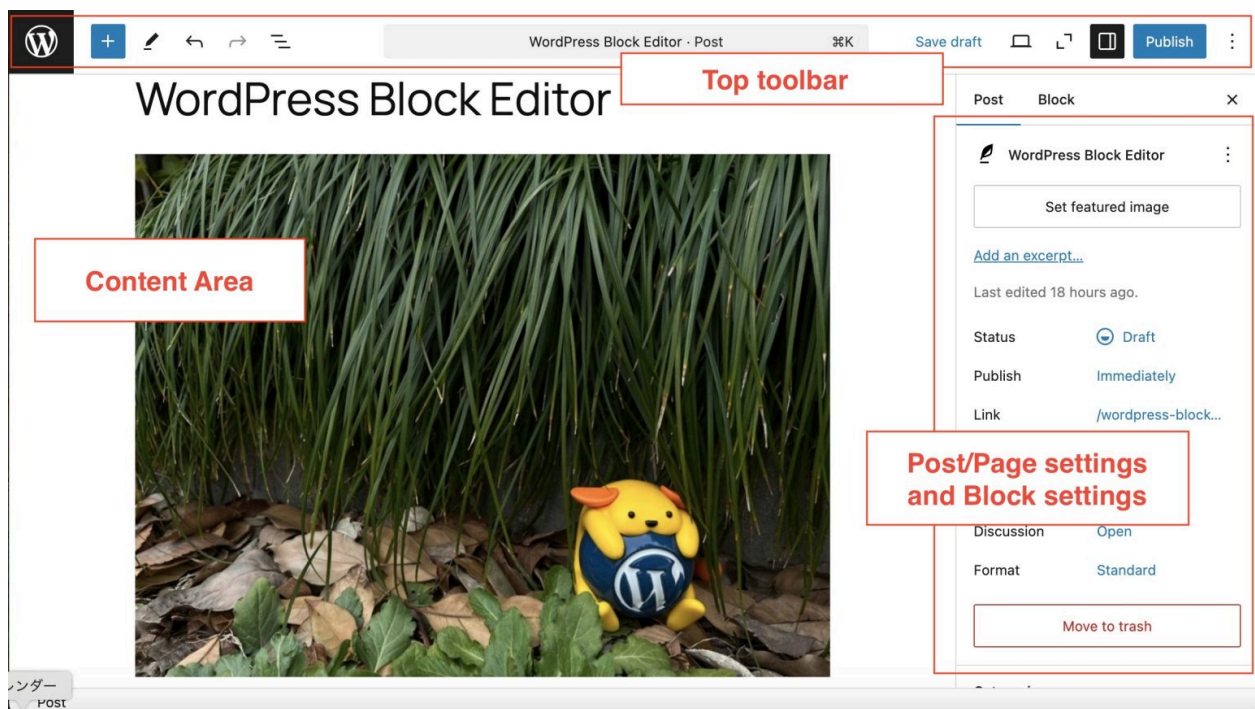 WordPress Block Editor · Post ⌘K
Save draft
Publish
Top toolbar
WordPress Block Editor
Content Area
Post Block
WordPress Block Editor
Set featured image
Add an excerpt...
Last edited 18 hours ago.
Status Draft
Publish Immediately
Link /wordpress-block...
Post/Page settings
and Block settings
Discussion Open
Format Standard
Move to trash
ンダー
Post